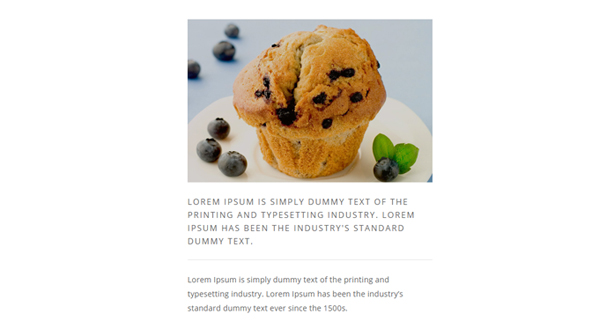 LOREM IPSUM IS SIMPLY DUMMY TEXT OF THE
PRINTING AND TYPESETTING INDUSTRY. LOREM
IPSUM HAS BEEN THE INDUSTRY'S STANDARD
DUMMY TEXT.
Lorem Ipsum is simply dummy text of the printing and
typesetting industry. Lorem Ipsum has been the industry's
standard dummy text ever since the 1500s.